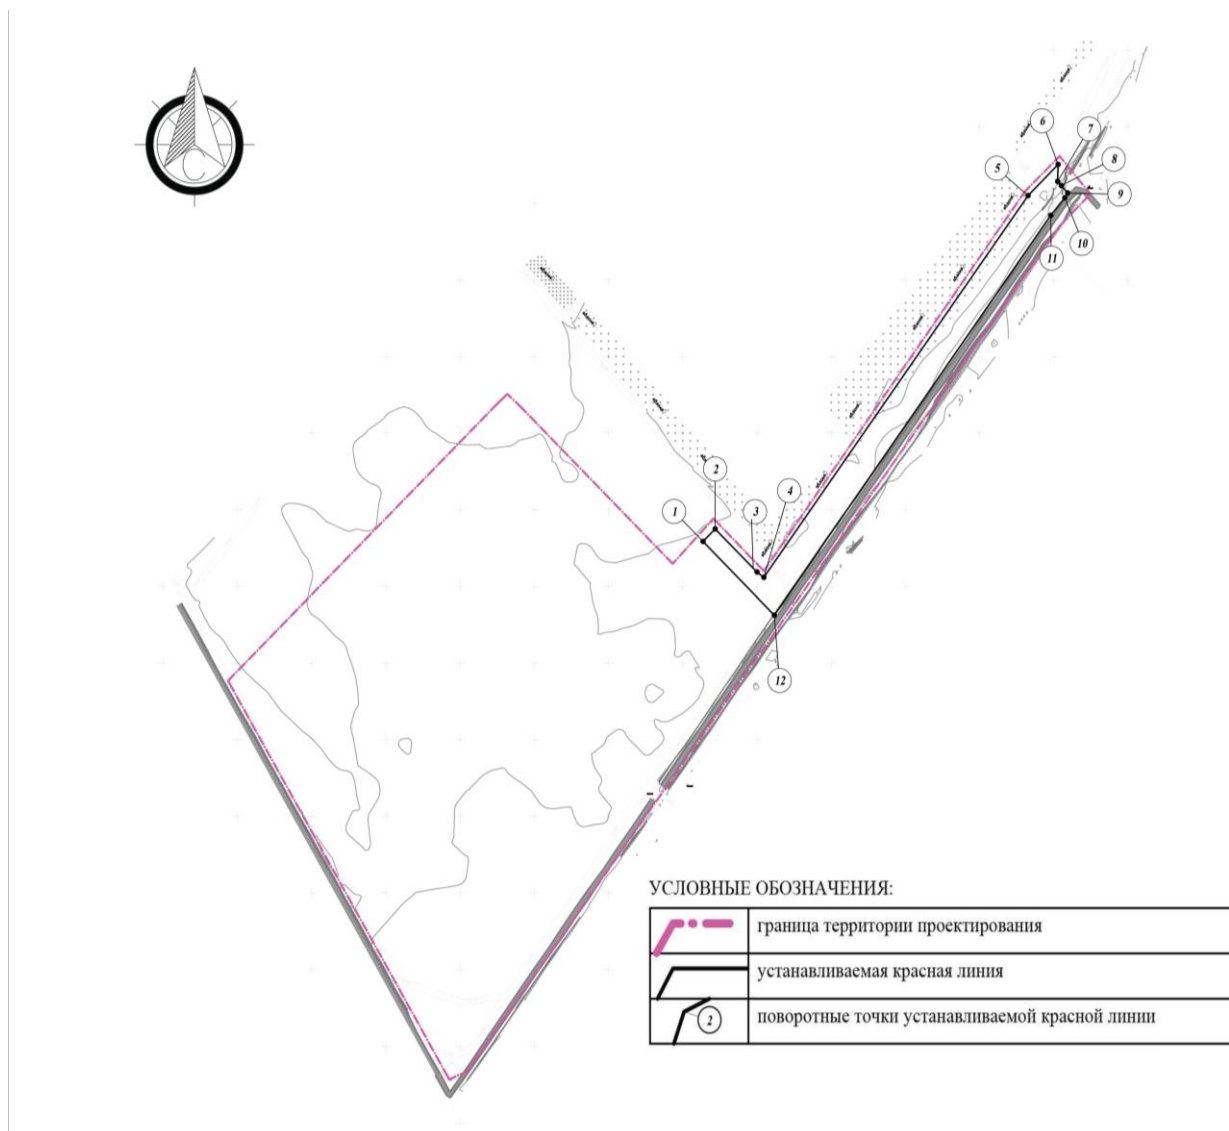 6
7
5
8
9
10
11
2
4
1
3
12
С
УСЛОВНЫЕ ОБОЗНАЧЕНИЯ:
граница территории проектирования
устанавливаемая красная линия
2
поворотные точки устанавливаемой красной линии